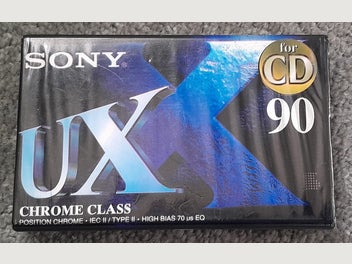 SONY
for
CD
90
UX
CHROME CLASS
POSITION CHROME • IEC II / TYPE II • HIGH BIAS 70 µs EQ